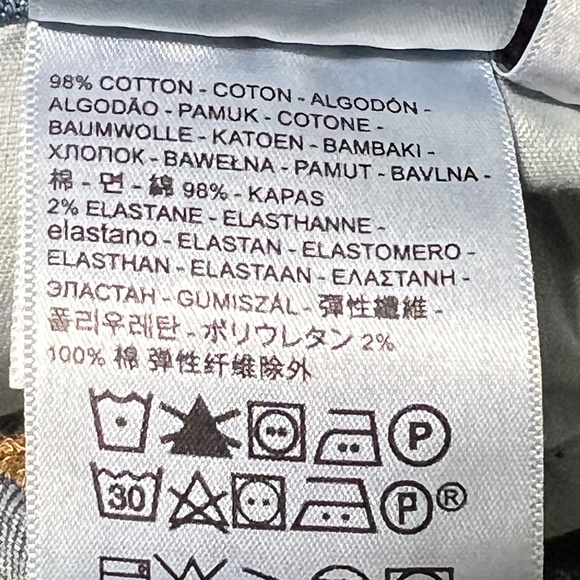 98% COTTON - COTON - ALGODÓN -
ALGODÃO - PAMUK - COTONE -
BAUMWOLLE - KATOEN - BAMBAKI -
ХЛОПОК - BAWEŁNA - PAMUT - BAVLNA -
棉 - 면 - 綿 98% - KAPAS
2% ELASTANE - ELASTHANNE -
elastano - ELASTAN - ELASTOMERO -
ELASTHAN - ELASTAAN - ΕΛΑΣΤΑΝΗ -
ЭЛАСТАН - GUMISZÁL - 彈性纖維 -
폴리우레탄 - ポリウレタン 2%
100% 棉 弹性纤维除外
P
30 P®